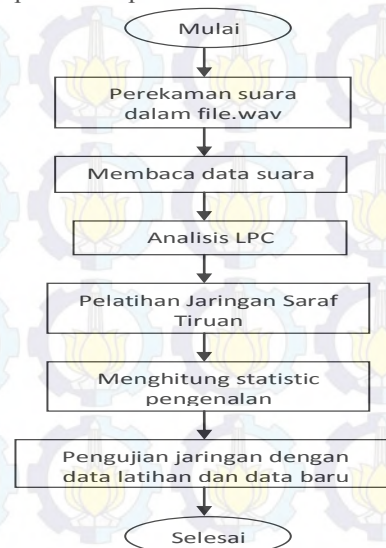 Mulai
Perekaman suara
dalam file.wav
Membaca data suara
Analisis LPC
Pelatihan Jaringan Saraf
Tiruan
Menghitung statistic
pengenalan
Pengujian jaringan dengan
data latihan dan data baru
Selesai